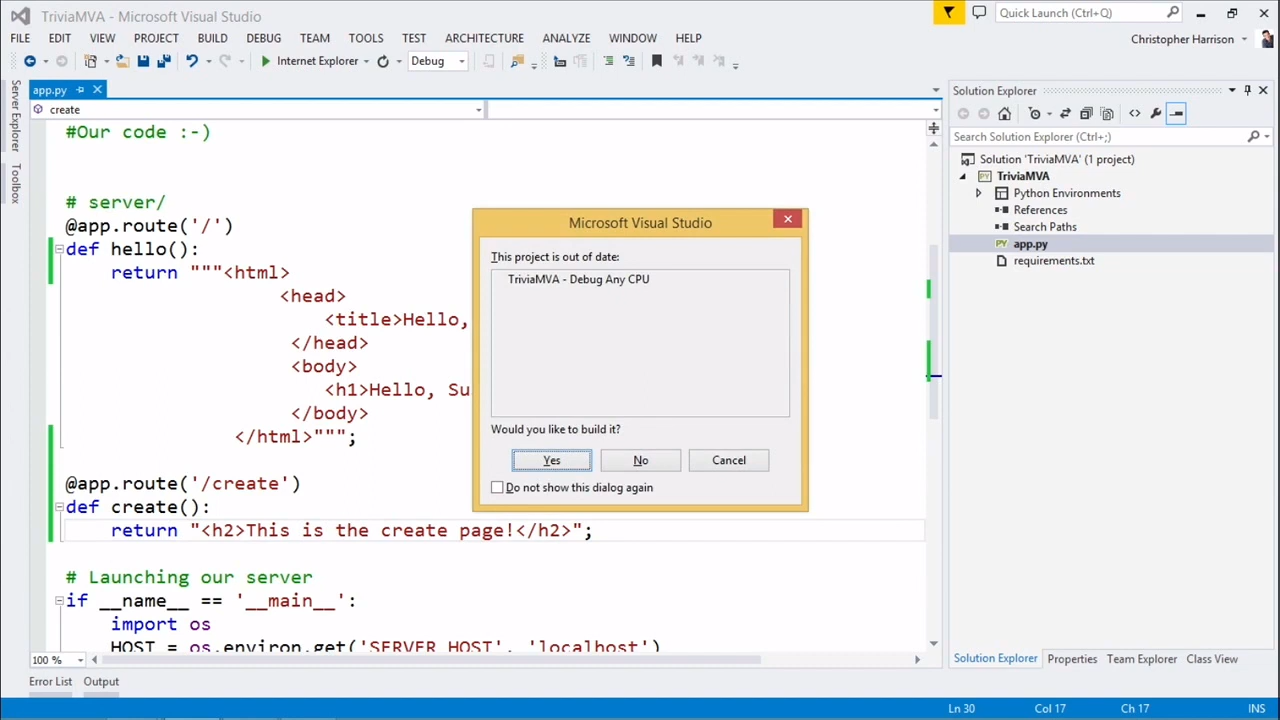 TriviaMVA - Microsoft Visual Studio
Quick Launch (Ctrl+Q)
FILE EDIT VIEW PROJECT BUILD DEBUG TEAM TOOLS TEST ARCHITECTURE ANALYZE WINDOW HELP
Christopher Harrison
Internet Explorer
Debug
Server Explorer
Toolbox
app.py
create
#Our code :-)
# server/
@app.route('/')
def hello():
return """<html>
<head>
<title>Hello,
</head>
<body>
<h1>Hello, Su
</body>
</html>""";
@app.route('/create')
def create():
return "<h2>This is the create page!</h2>";
# Launching our server
if __name__ == '__main__':
import os
HOST = os.environ.get('SERVER_HOST', 'localhost')
100 %
Microsoft Visual Studio
This project is out of date:
TriviaMVA - Debug Any CPU
Would you like to build it?
Yes
No
Cancel
Do not show this dialog again
Solution Explorer
Search Solution Explorer (Ctrl+;)
Solution 'TriviaMVA' (1 project)
PY TriviaMVA
Python Environments
References
Search Paths
PY app.py
requirements.txt
Solution Explorer Properties Team Explorer Class View
Error List Output
Ln 30 Col 17 Ch 17 INS